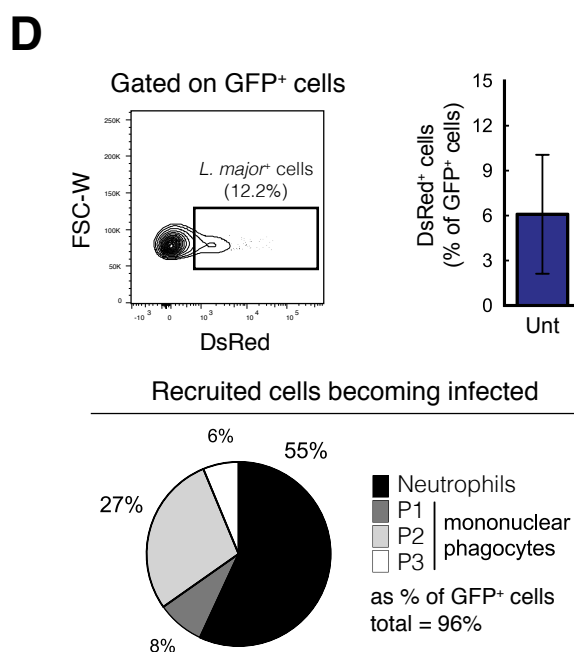 D
Gated on GFP⁺ cells
250K
200K
150K
100K
50K
0
FSC-W
L. major⁺ cells
(12.2%)
-10³ 0 10³ 10⁴ 10⁵
DsRed
DsRed⁺ cells
(% of GFP⁺ cells)
15
12
9
6
3
0
Unt
Recruited cells becoming infected
6%
55%
27%
8%
Neutrophils
P1
P2
P3
mononuclear
phagocytes
as % of GFP⁺ cells
total = 96%